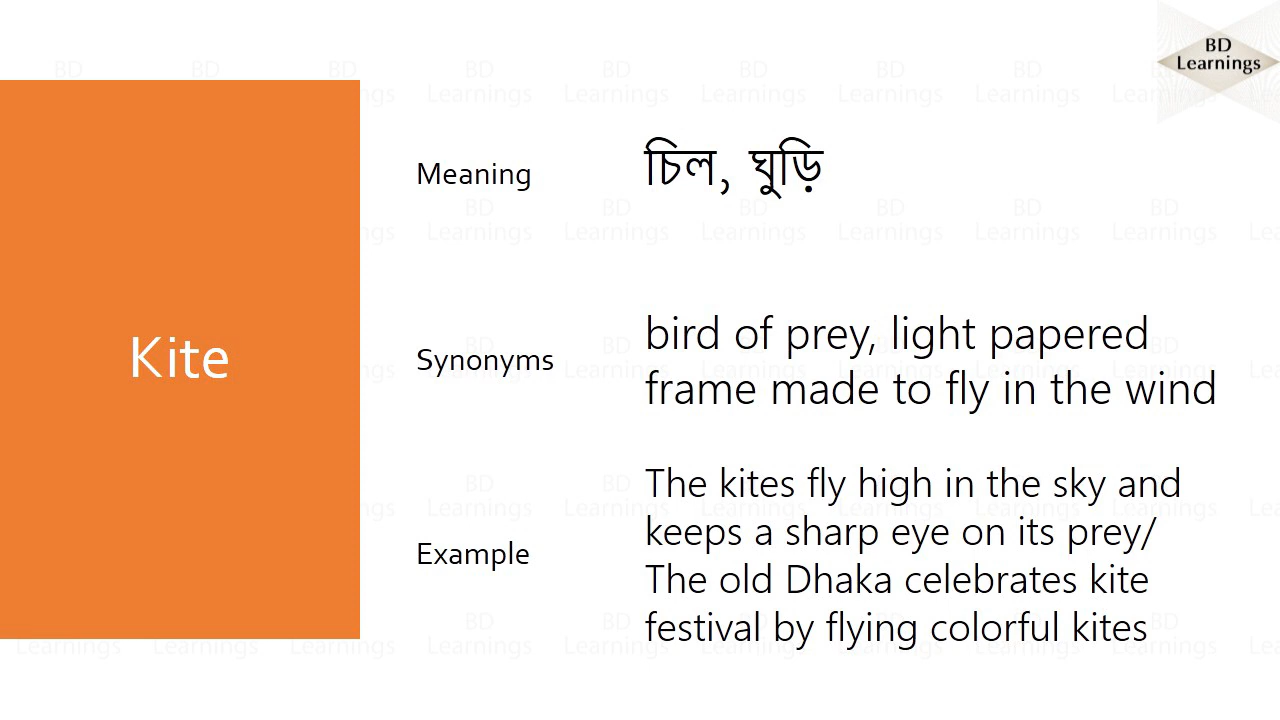 BD
Learnings
Kite
Meaning
চিল, ঘুড়ি
Synonyms
bird of prey, light papered
frame made to fly in the wind
Example
The kites fly high in the sky and
keeps a sharp eye on its prey/
The old Dhaka celebrates kite
festival by flying colorful kites